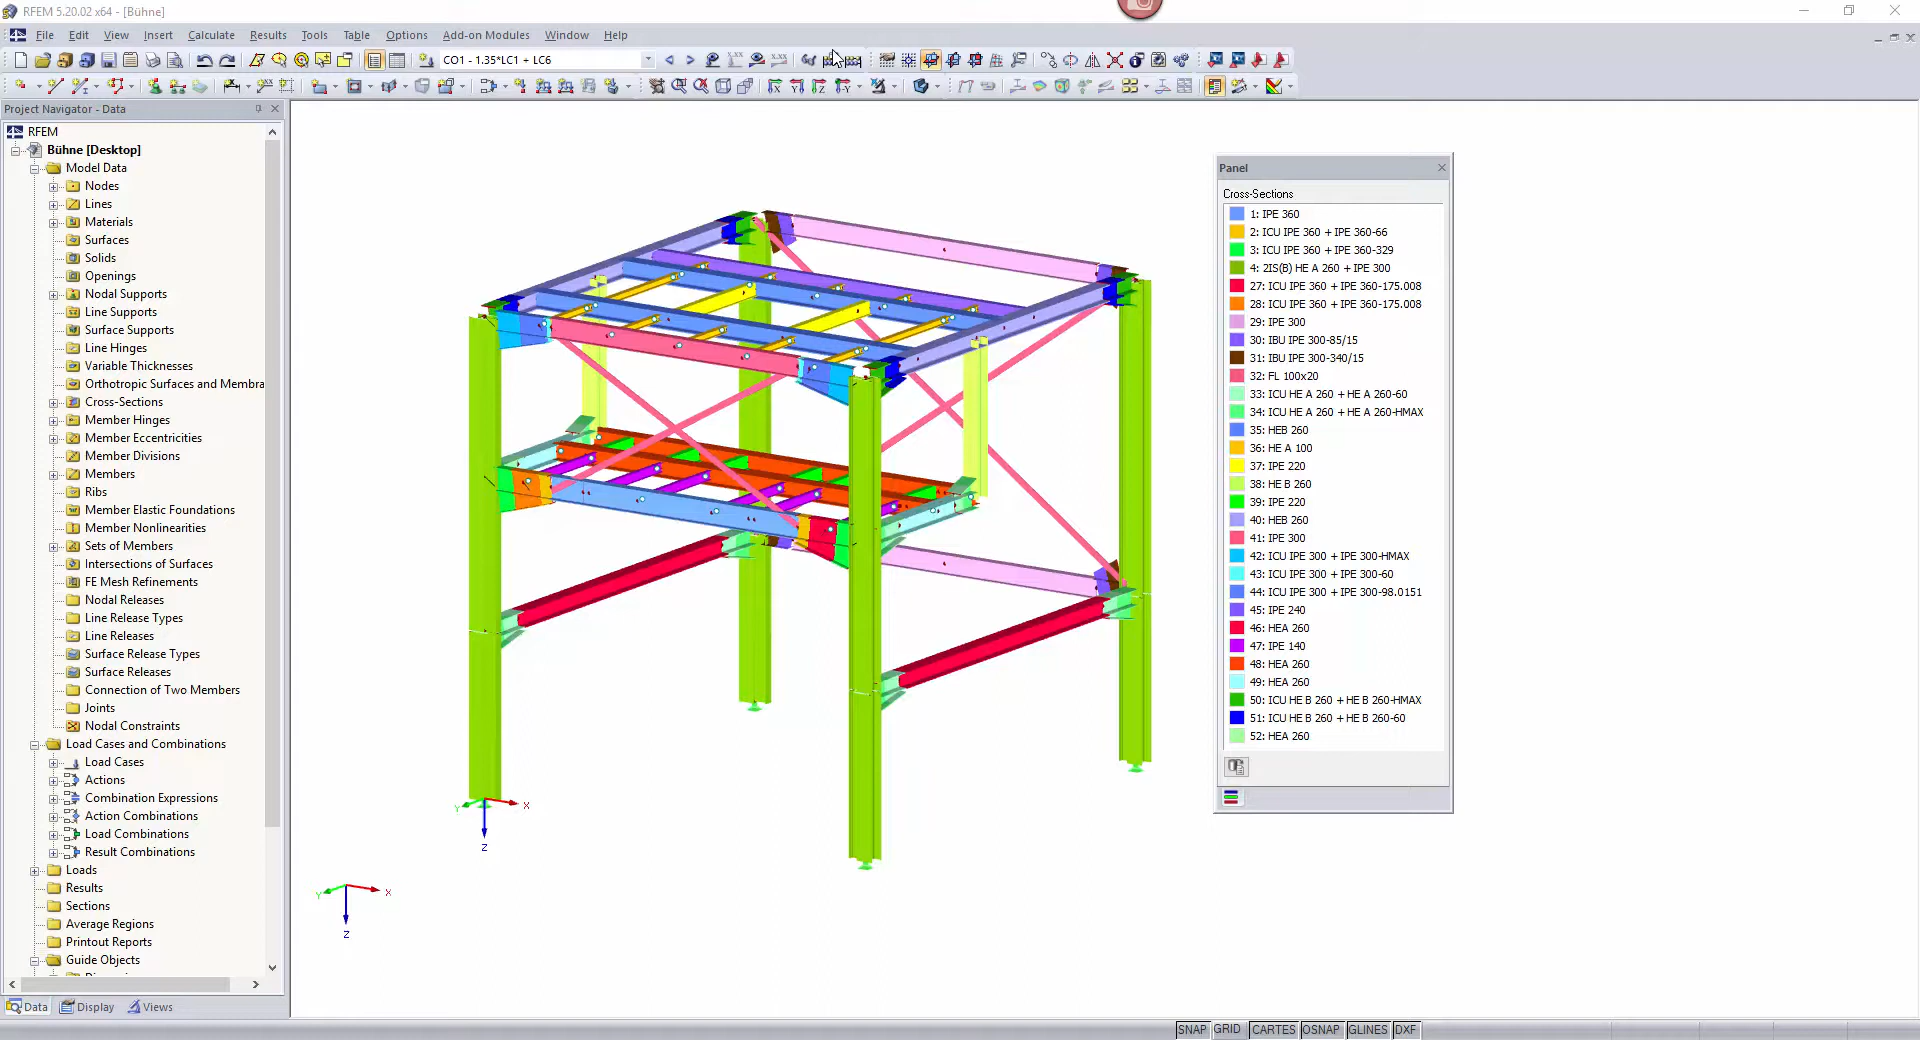 RFEM 5.20.02 x64 - [Bühne]
File Edit View Insert Calculate Results Tools Table Options Add-on Modules Window Help
CO1 - 1.35*LC1 + LC6
Project Navigator - Data
RFEM
Bühne [Desktop]
Model Data
Nodes
Lines
Materials
Surfaces
Solids
Openings
Nodal Supports
Line Supports
Surface Supports
Line Hinges
Variable Thicknesses
Orthotropic Surfaces and Membra
Cross-Sections
Member Hinges
Member Eccentricities
Member Divisions
Members
Ribs
Member Elastic Foundations
Member Nonlinearities
Sets of Members
Intersections of Surfaces
FE Mesh Refinements
Nodal Releases
Line Release Types
Line Releases
Surface Release Types
Surface Releases
Connection of Two Members
Joints
Nodal Constraints
Load Cases and Combinations
Load Cases
Actions
Combination Expressions
Action Combinations
Load Combinations
Result Combinations
Loads
Results
Sections
Average Regions
Printout Reports
Guide Objects
Data Display Views
Y X
Z
Y X
Z
Panel
Cross-Sections
1: IPE 360
2: ICU IPE 360 + IPE 360-66
3: ICU IPE 360 + IPE 360-329
4: 2IS(B) HE A 260 + IPE 300
27: ICU IPE 360 + IPE 360-175.008
28: ICU IPE 360 + IPE 360-175.008
29: IPE 300
30: IBU IPE 300-85/15
31: IBU IPE 300-340/15
32: FL 100x20
33: ICU HE A 260 + HE A 260-60
34: ICU HE A 260 + HE A 260-HMAX
35: HEB 260
36: HE A 100
37: IPE 220
38: HE B 260
39: IPE 220
40: HEB 260
41: IPE 300
42: ICU IPE 300 + IPE 300-HMAX
43: ICU IPE 300 + IPE 300-60
44: ICU IPE 300 + IPE 300-98.0151
45: IPE 240
46: HEA 260
47: IPE 140
48: HEA 260
49: HEA 260
50: ICU HE B 260 + HE B 260-HMAX
51: ICU HE B 260 + HE B 260-60
52: HEA 260
SNAP GRID CARTES OSNAP GLINES DXF